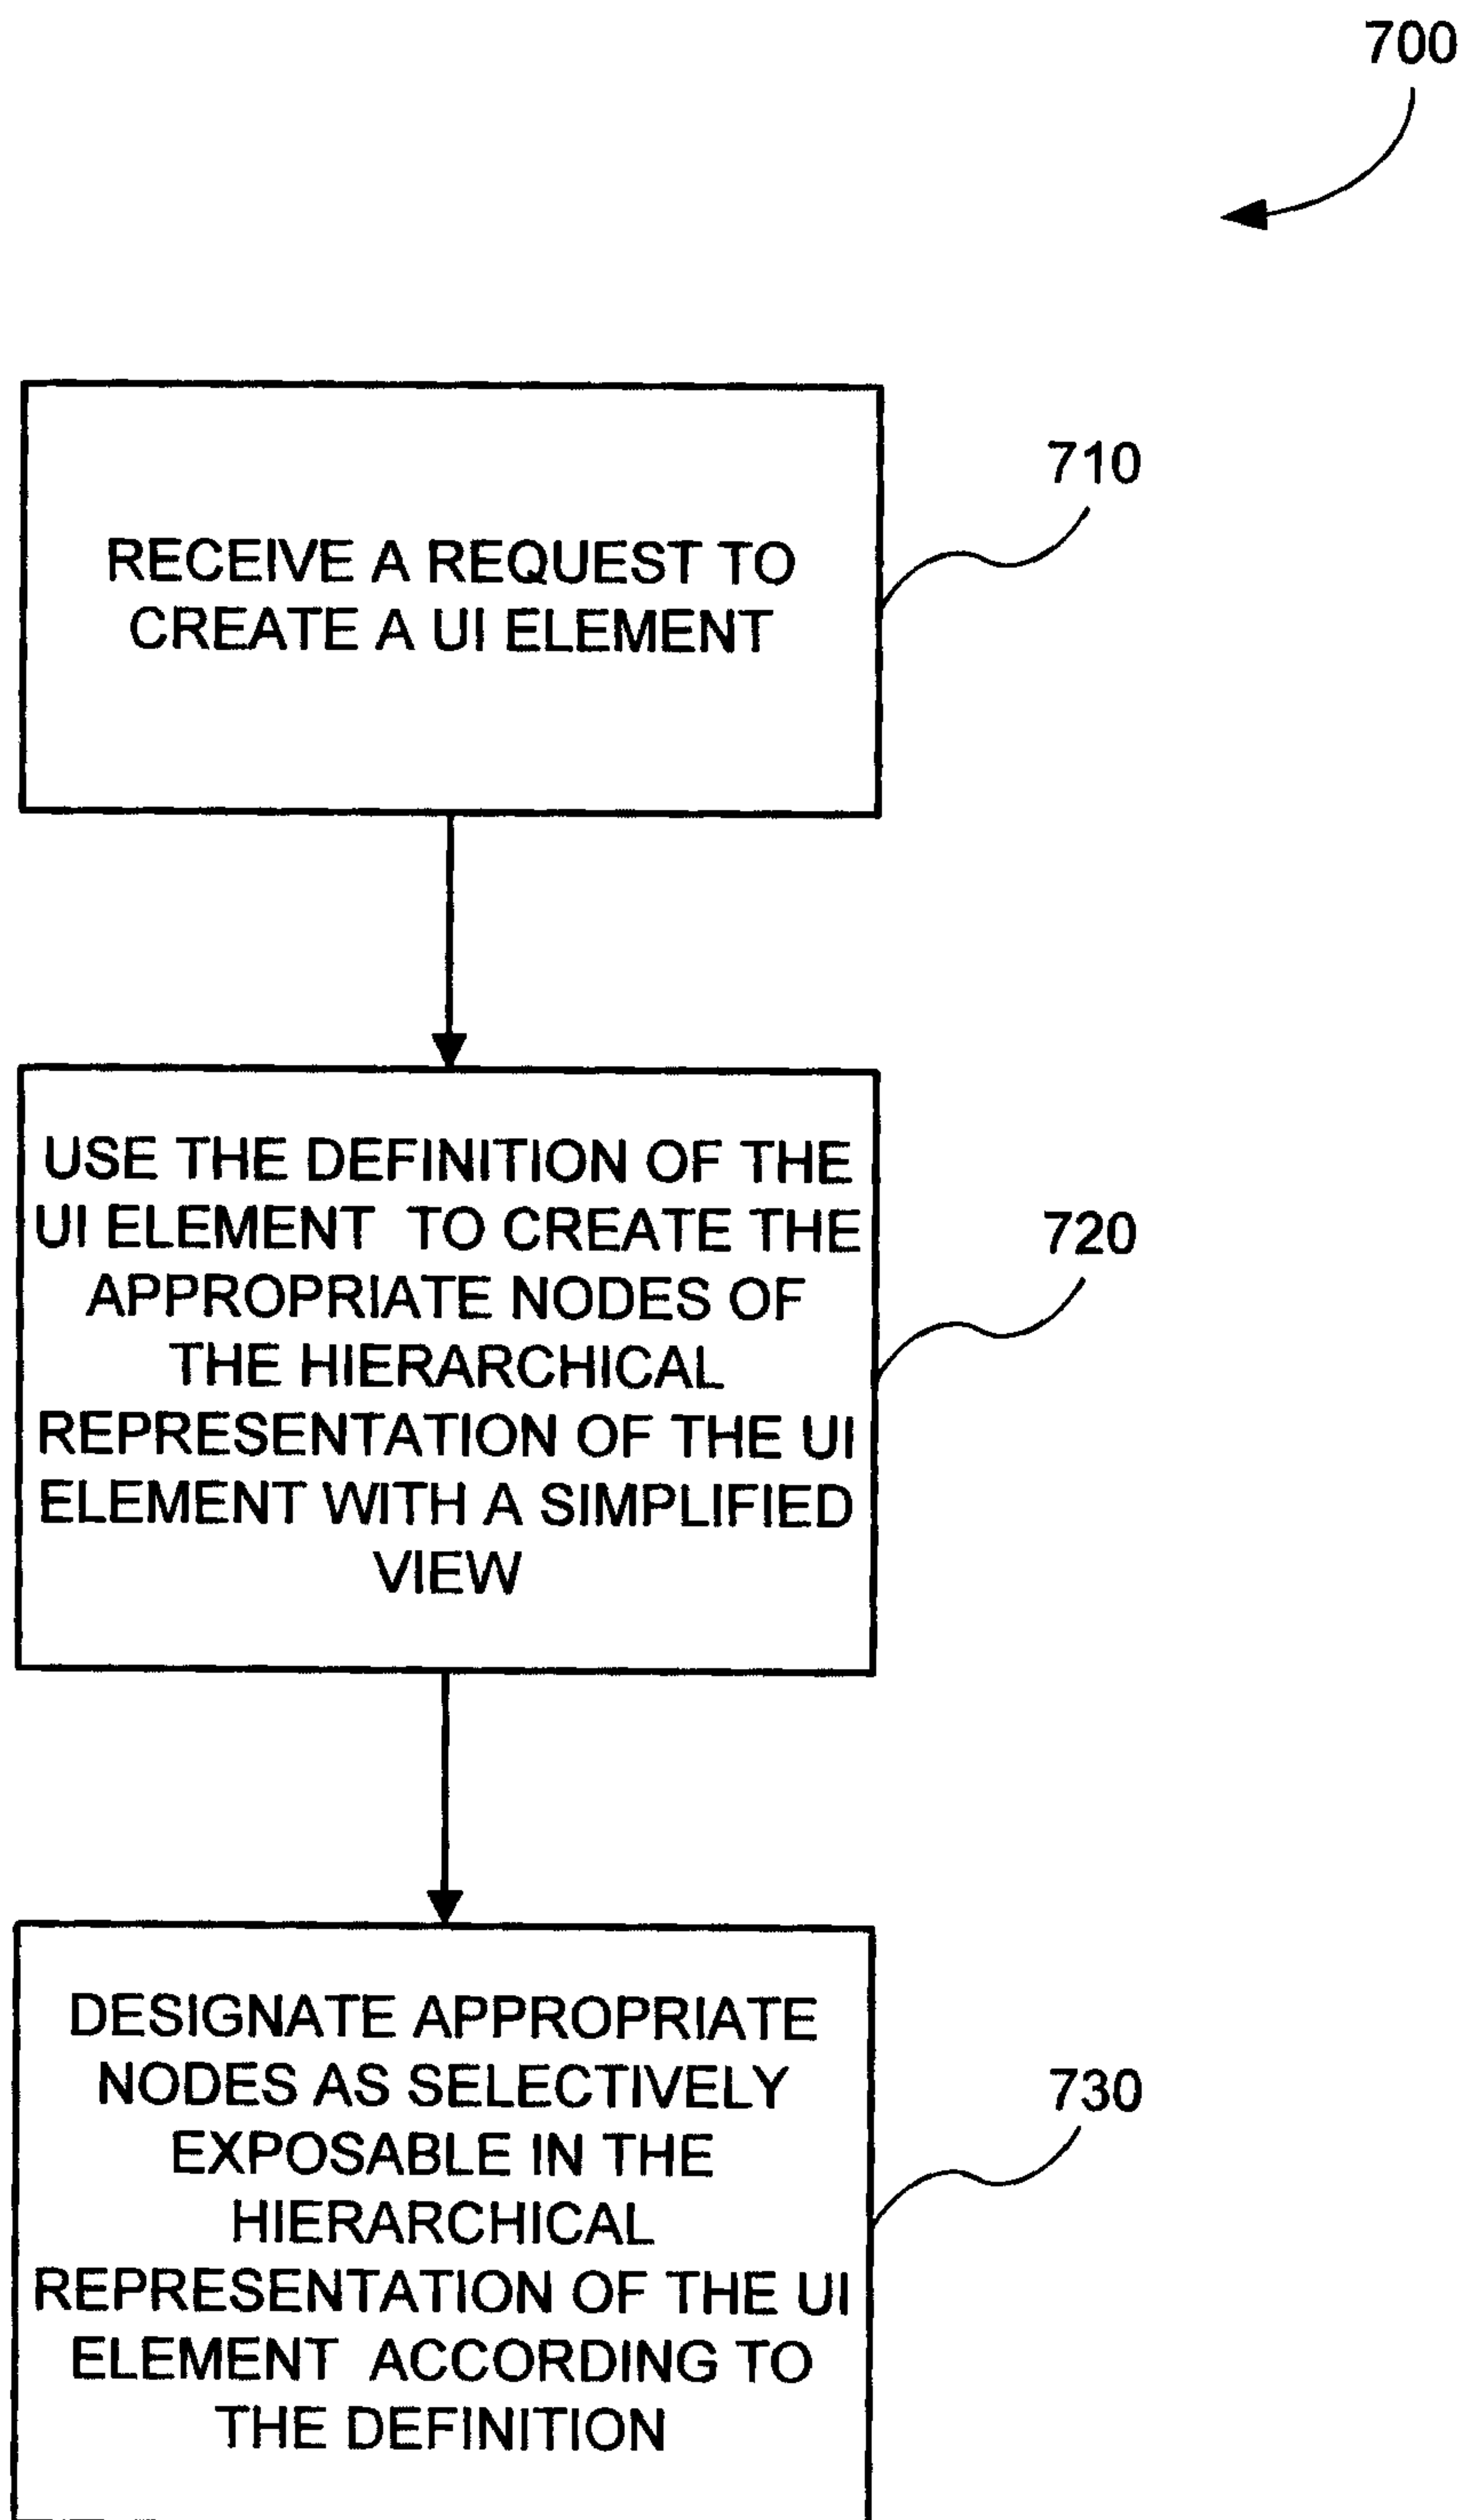 700
710
RECEIVE A REQUEST TO
CREATE A UI ELEMENT
USE THE DEFINITION OF THE
UI ELEMENT TO CREATE THE
APPROPRIATE NODES OF
THE HIERARCHICAL
REPRESENTATION OF THE UI
ELEMENT WITH A SIMPLIFIED
VIEW
720
DESIGNATE APPROPRIATE
NODES AS SELECTIVELY
EXPOSABLE IN THE
HIERARCHICAL
REPRESENTATION OF THE UI
ELEMENT ACCORDING TO
THE DEFINITION
730